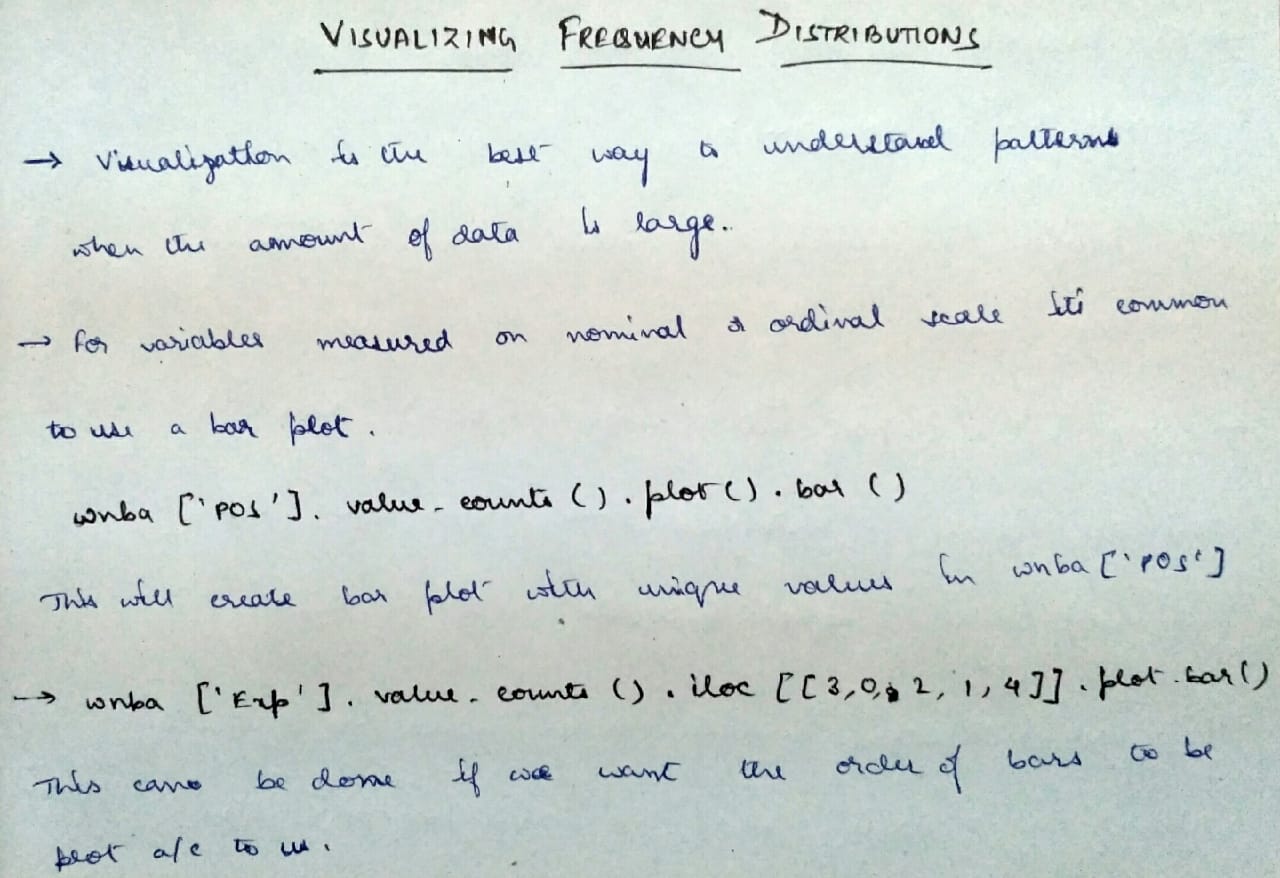 VISUALIZING FREQUENCY DISTRIBUTIONS
→ Visualization is the best way to understand patterns
when the amount of data is large.
→ for variables measured on nominal or ordinal scale its common
to use a bar plot.
wnba ['POS']. value_counts (). plot(). bar ()
This will create bar plot with unique values in wnba ['POS']
→ wnba ['Exp']. value_counts (). iloc [[3,0,2,1,4]]. plot.bar()
This can be done if we want the order of bars to be
plot a/c to us.